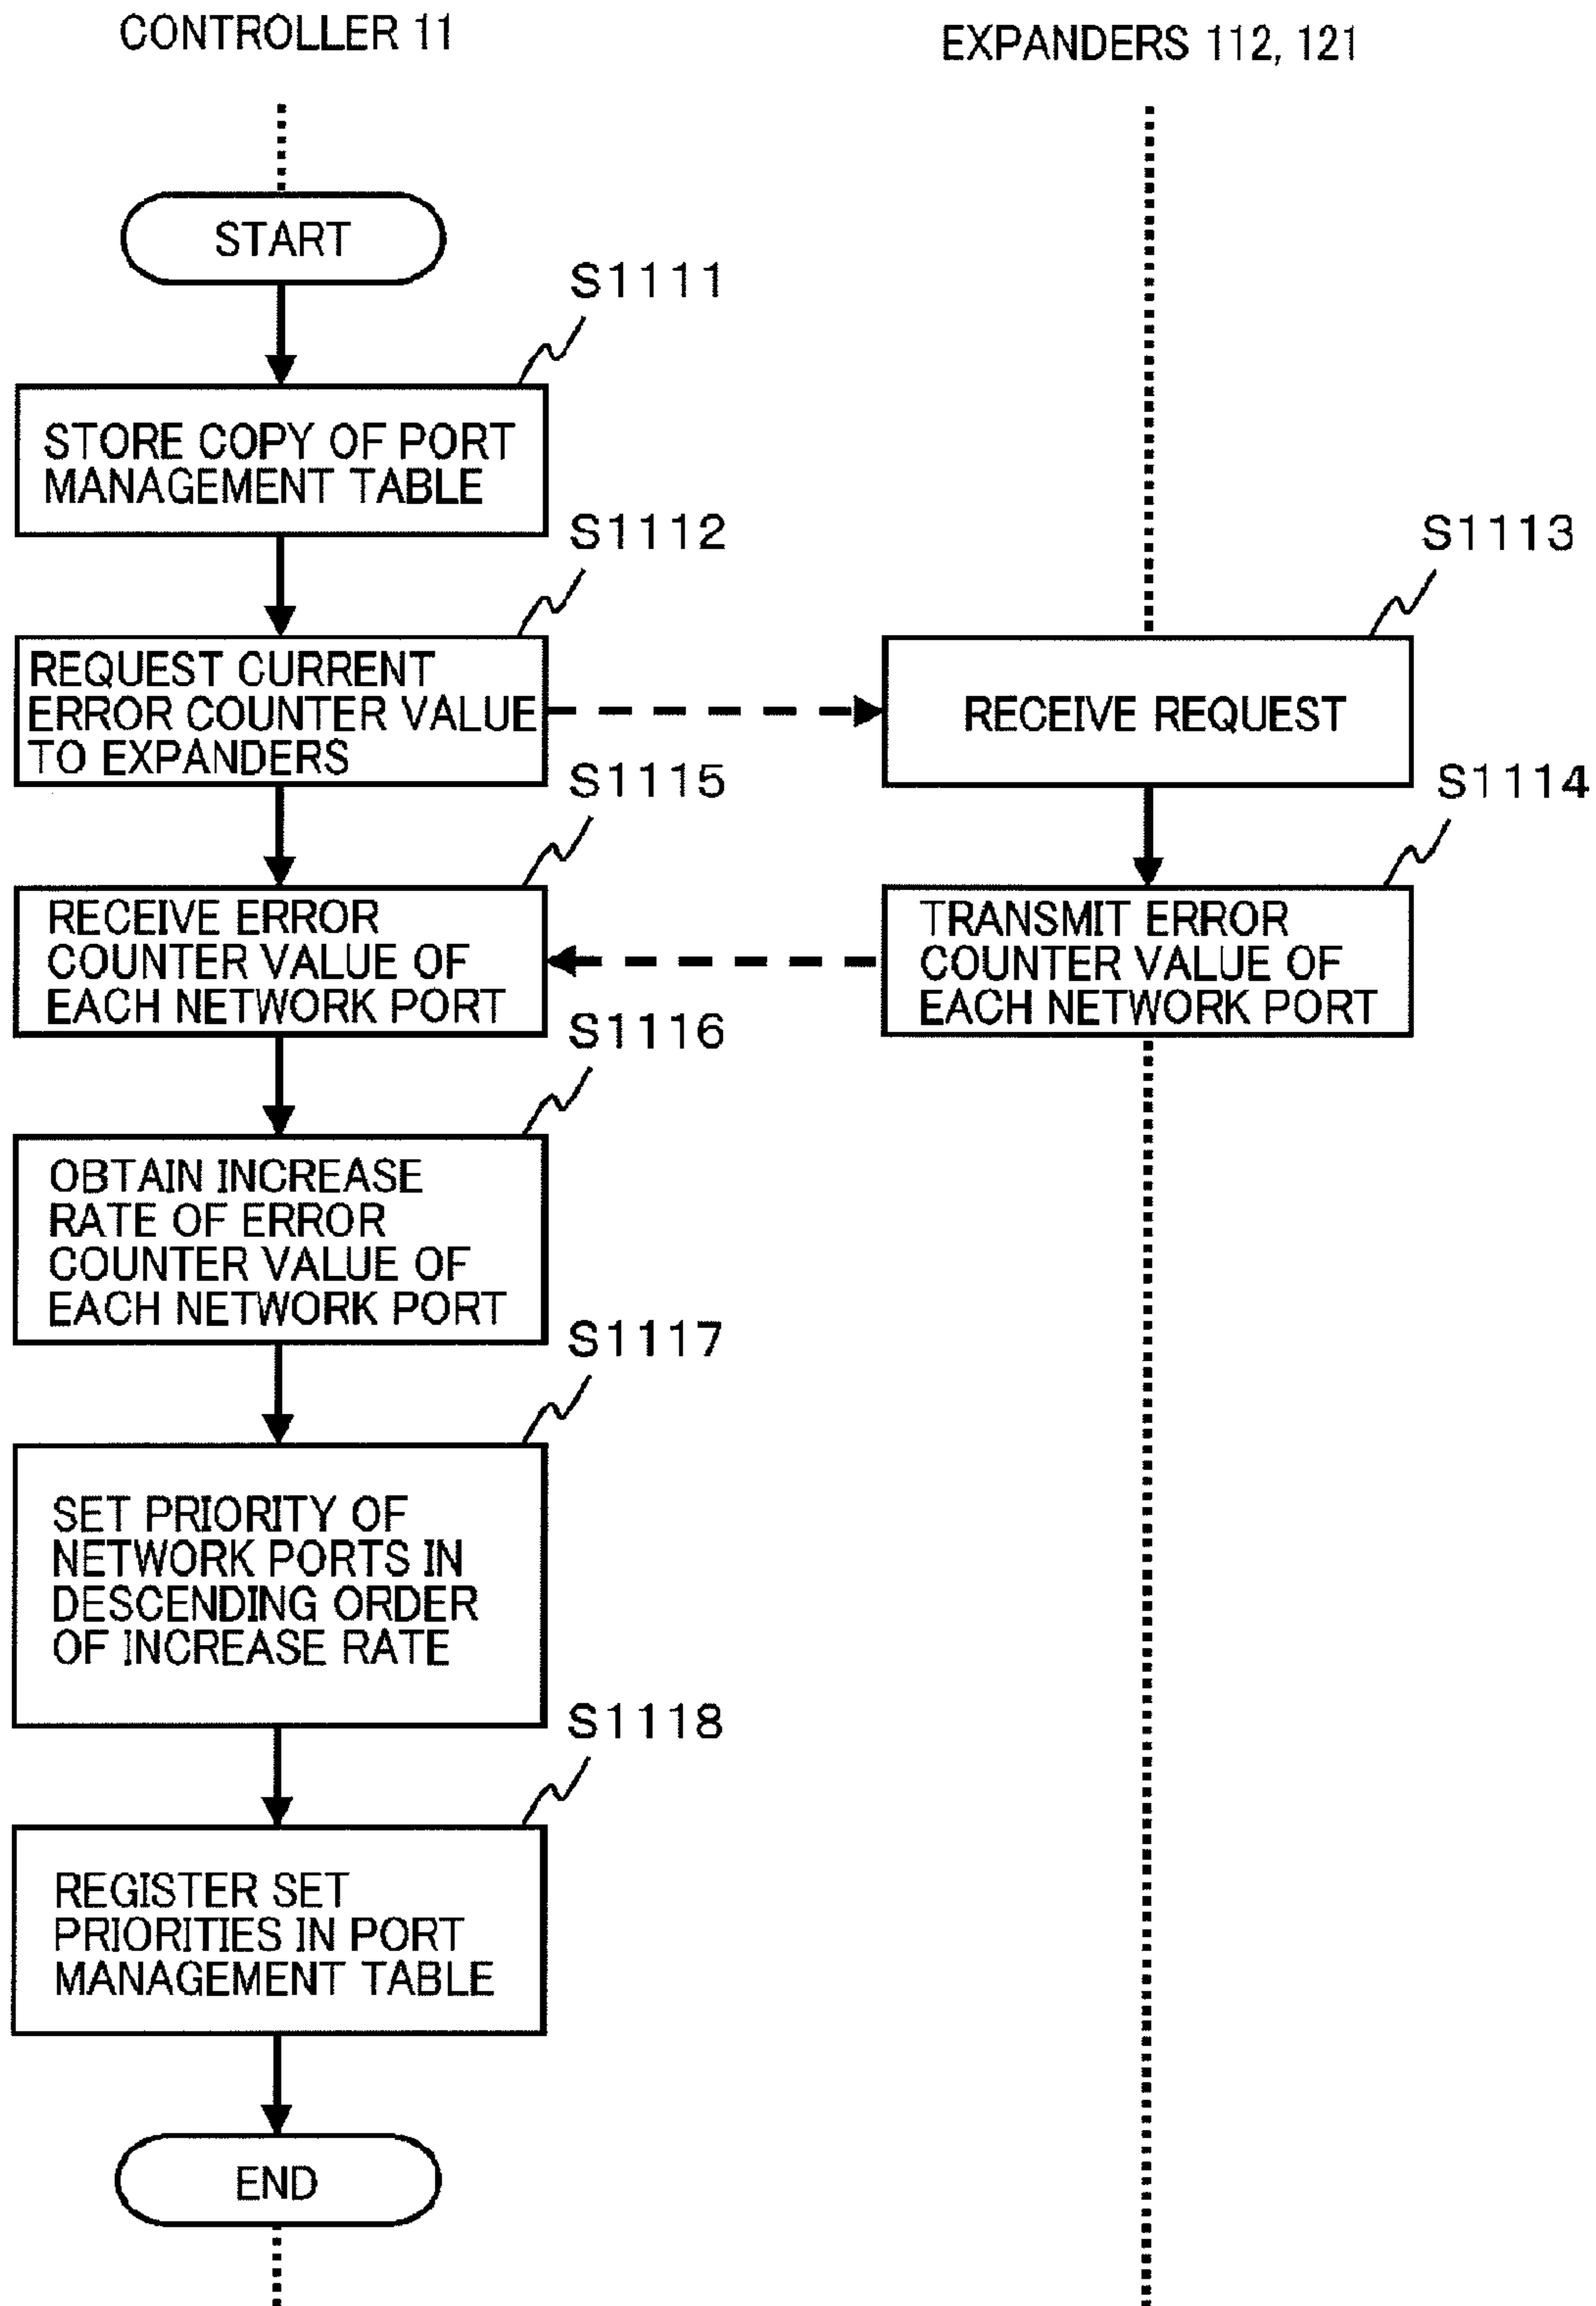 CONTROLLER 11
EXPANDERS 112, 121
START
S1111
STORE COPY OF PORT
MANAGEMENT TABLE
S1112
REQUEST CURRENT
ERROR COUNTER VALUE
TO EXPANDERS
S1113
RECEIVE REQUEST
S1114
TRANSMIT ERROR
COUNTER VALUE OF
EACH NETWORK PORT
S1115
RECEIVE ERROR
COUNTER VALUE OF
EACH NETWORK PORT
S1116
OBTAIN INCREASE
RATE OF ERROR
COUNTER VALUE OF
EACH NETWORK PORT
S1117
SET PRIORITY OF
NETWORK PORTS IN
DESCENDING ORDER
OF INCREASE RATE
S1118
REGISTER SET
PRIORITIES IN PORT
MANAGEMENT TABLE
END